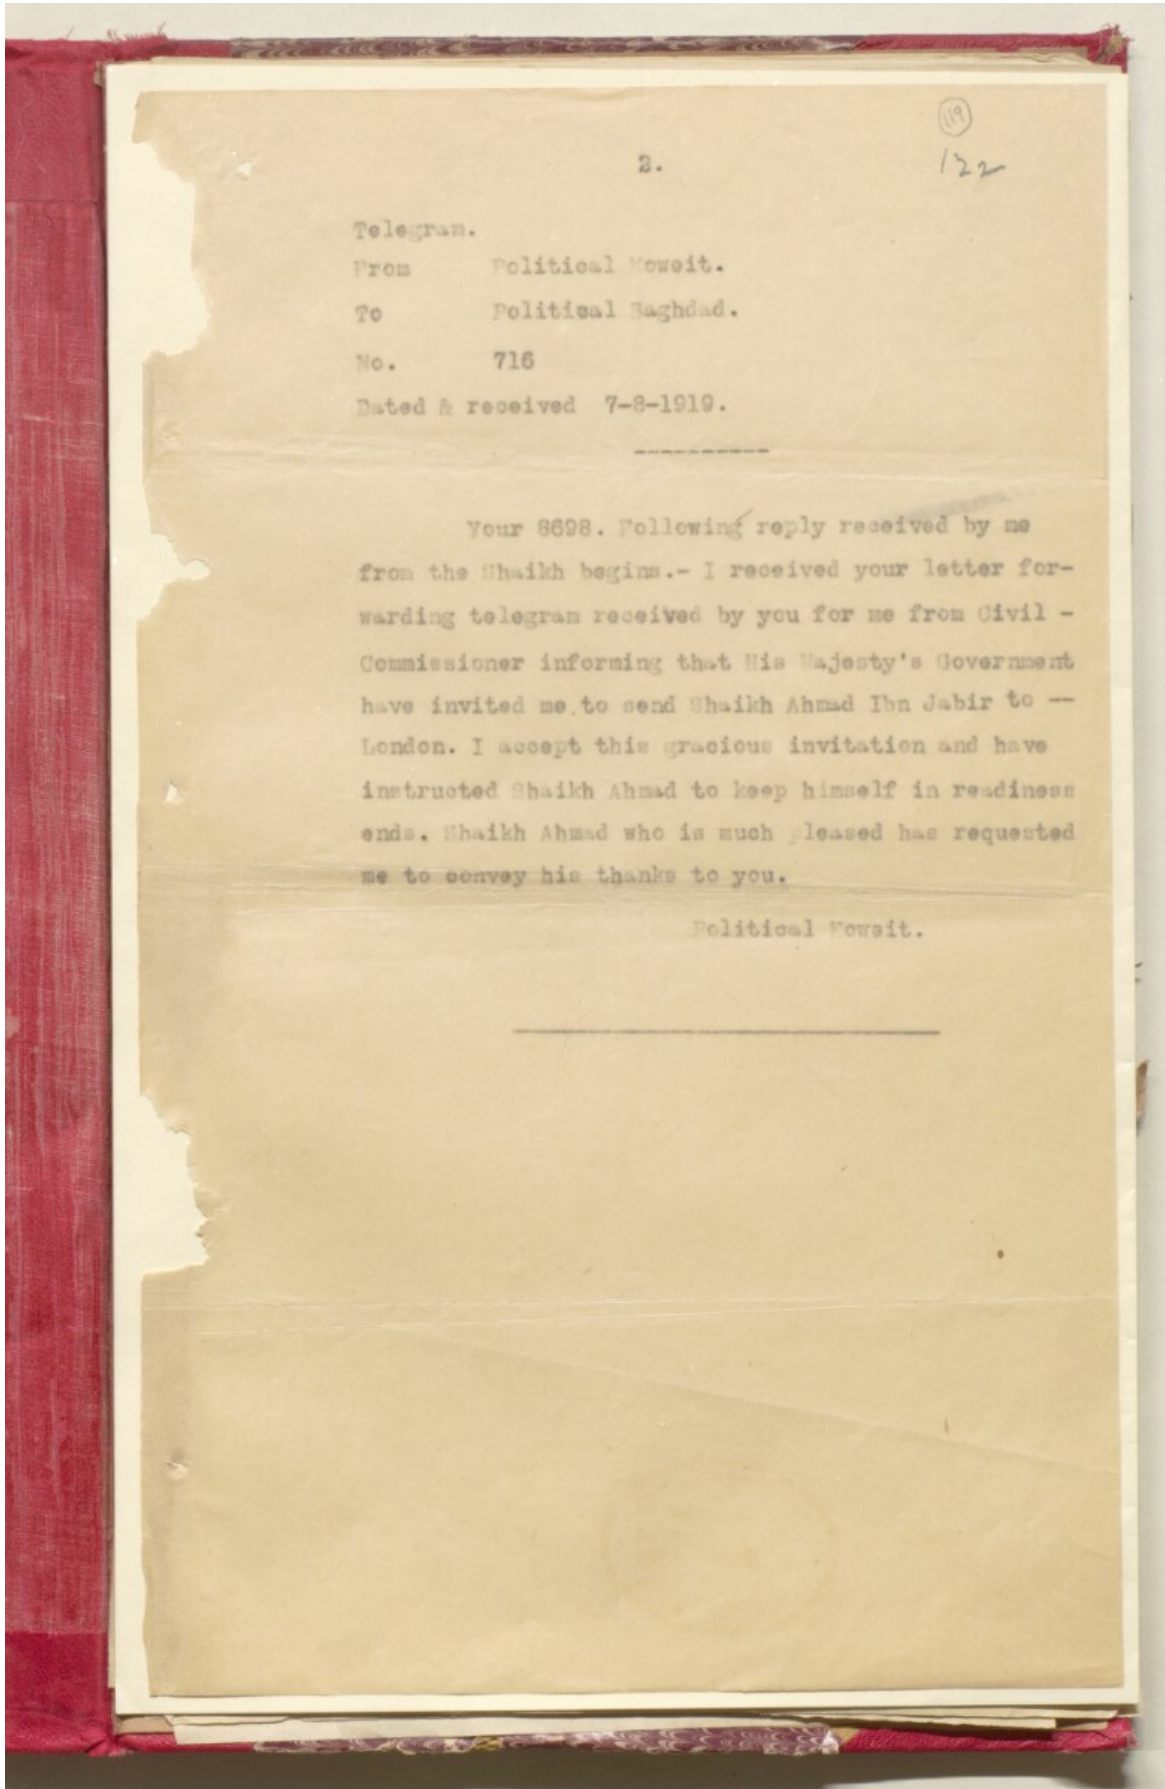 119
122
2.
Telegram.
From Political Koweit.
To Political Baghdad.
No. 716
Dated & received 7-8-1919.
----------
Your 8698. Following reply received by me
from the Shaikh begins.- I received your letter for-
warding telegram received by you for me from Civil -
Commissioner informing that His Majesty's Government
have invited me to send Shaikh Ahmad Ibn Jabir to --
London. I accept this gracious invitation and have
instructed Shaikh Ahmad to keep himself in readiness
ends. Shaikh Ahmad who is much pleased has requested
me to convey his thanks to you.
Political Koweit.